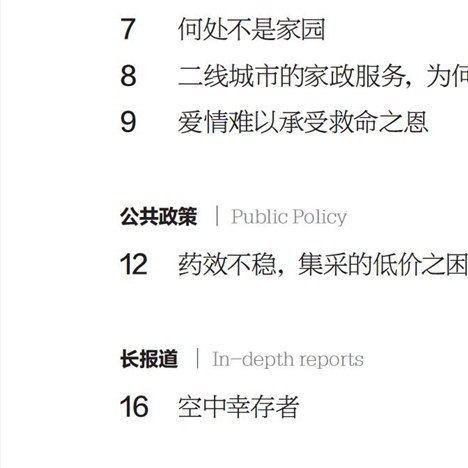 7 何处不是家园
8 二线城市的家政服务，为何
9 爱情难以承受救命之恩
公共政策 | Public Policy
12 药效不稳，集采的低价之困
长报道 | In-depth reports
16 空中幸存者